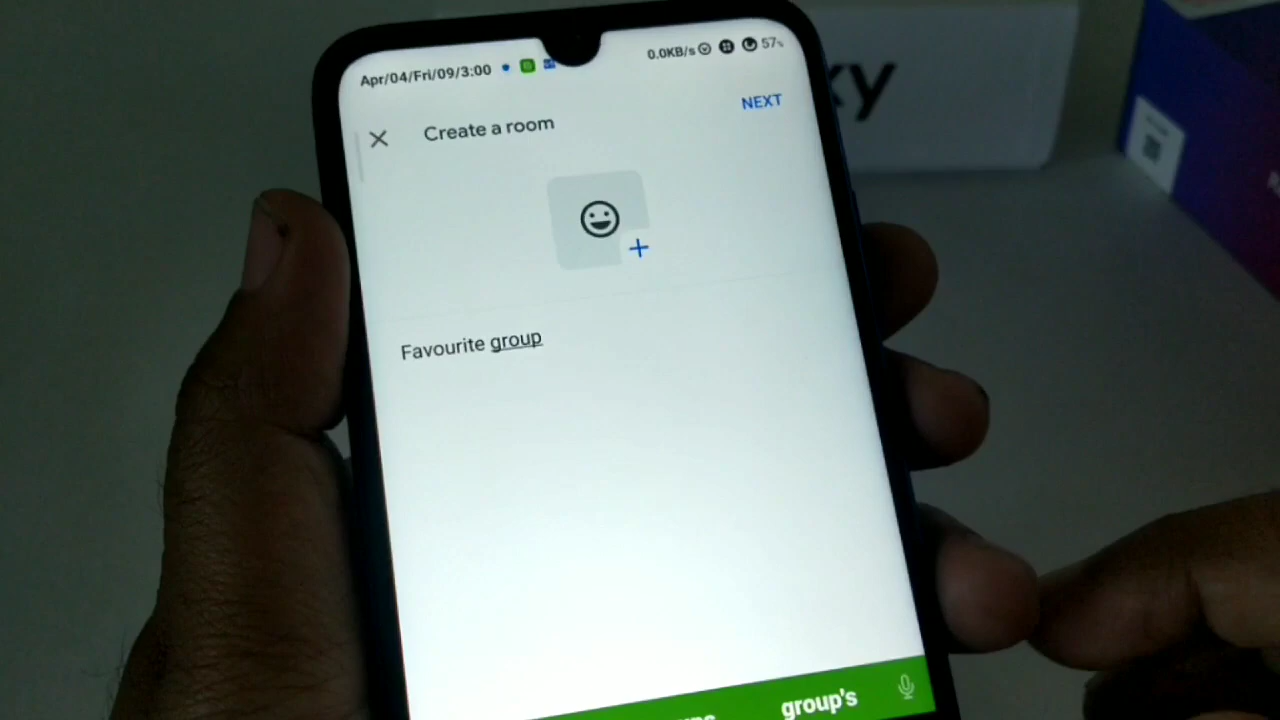 Apr/04/Fri/09/3:00 0.0KB/s 57%
NEXT
Create a room
Favourite group
group's